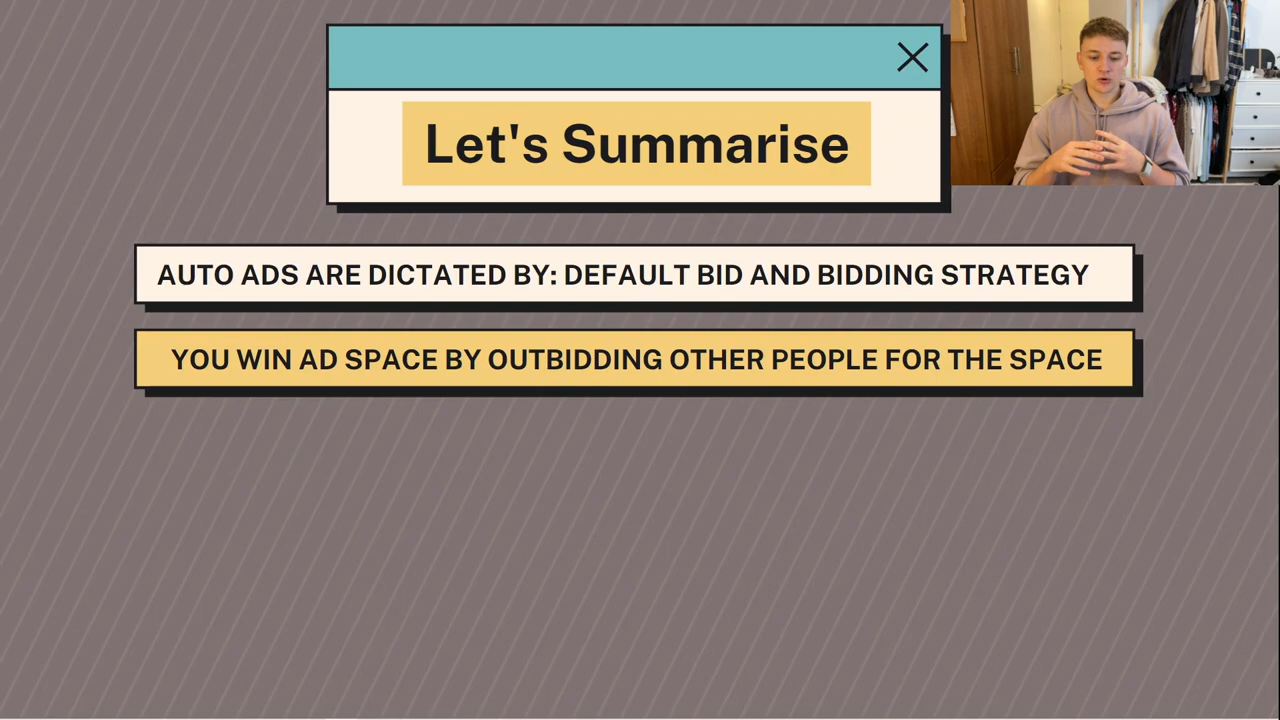 Let's Summarise
AUTO ADS ARE DICTATED BY: DEFAULT BID AND BIDDING STRATEGY
YOU WIN AD SPACE BY OUTBIDDING OTHER PEOPLE FOR THE SPACE